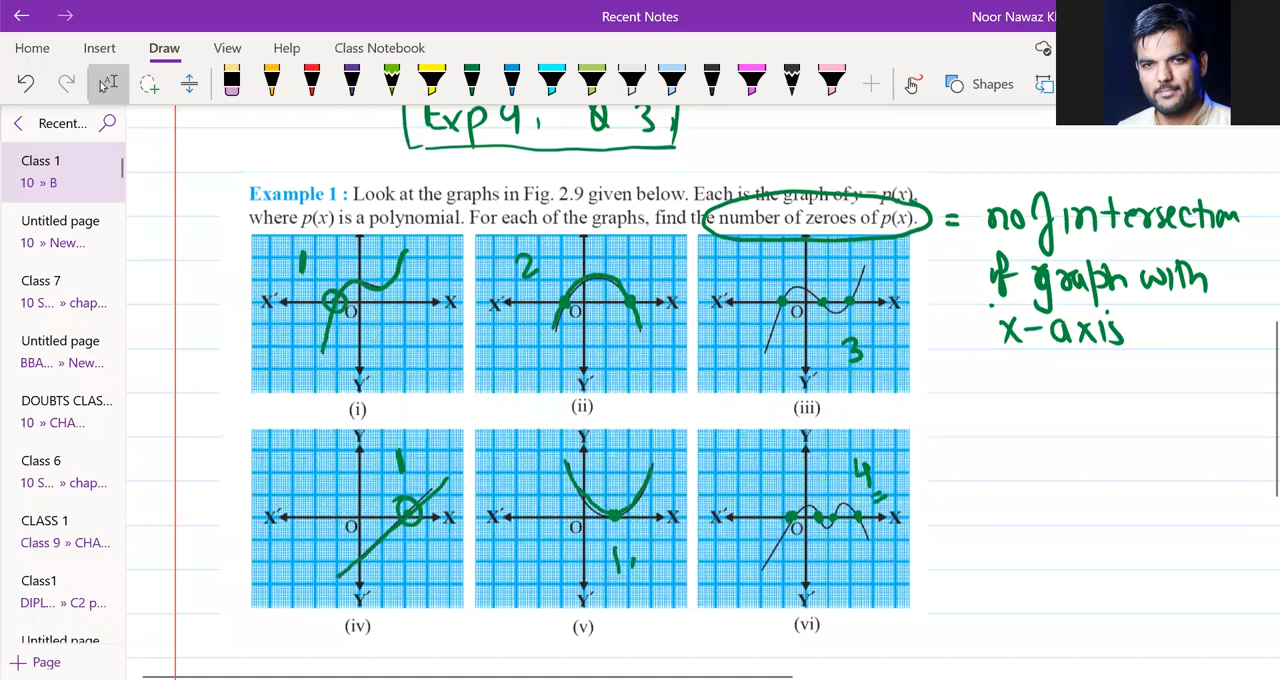 Recent Notes
Noor Nawaz Kh
Home Insert Draw View Help Class Notebook
Shapes
Recent...
Exp 4, Q 3,
Class 1
10 » B
Untitled page
10 » New...
Class 7
10 S... » chap...
Untitled page
BBA... » New...
DOUBTS CLAS...
10 » CHA...
Class 6
10 S... » chap...
CLASS 1
Class 9 » CHA...
Class1
DIPL... » C2 p...
Untitled page
+ Page
Example 1 : Look at the graphs in Fig. 2.9 given below. Each is the graph of y = p(x),
where p(x) is a polynomial. For each of the graphs, find the number of zeroes of p(x).
= no of intersection
of graph with
x-axis
1 X′ O X Y′
(i)
2 X′ O X Y′
(ii)
X′ O X 3 Y′
(iii)
Y 1 X′ O X Y′
(iv)
Y X′ O X 1. Y′
(v)
Y 4 X′ O X Y′
(vi)